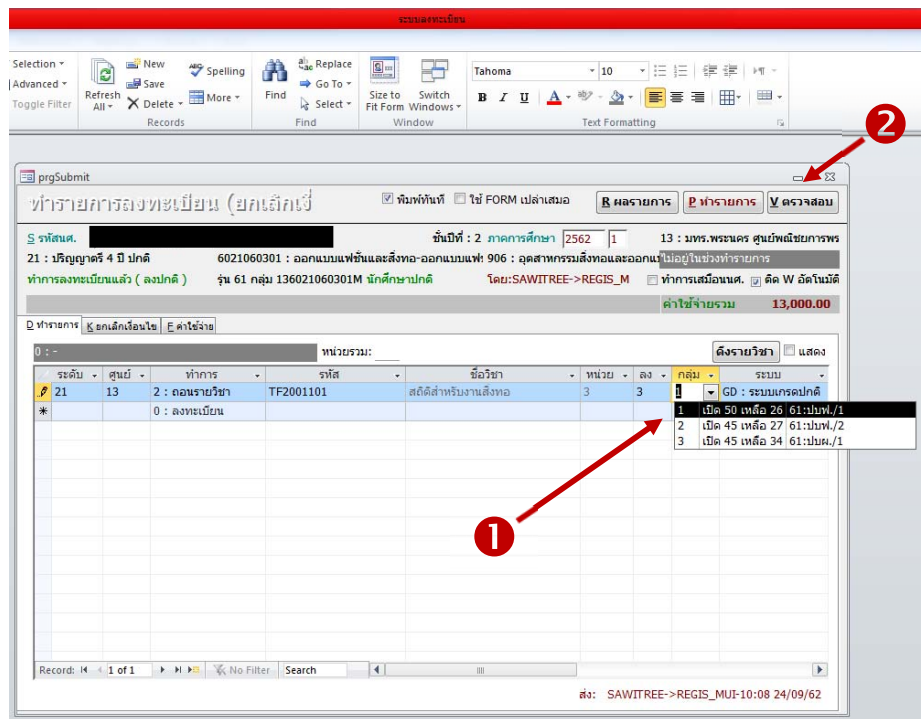 ระบบลงทะเบียน
Selection New Spelling Replace Tahoma 10
Advanced Save Go To
Toggle Filter Refresh All Delete More Find Select Size to Fit Form Switch Windows B I U A
Records Find Window Text Formatting
2
prgSubmit
ทำรายการลงทะเบียน (ยกเลิกเงื่ พิมพ์ทันที ใช้ FORM เปล่าเสมอ R ผลรายการ P ทำรายการ V ตรวจสอบ
S รหัสนศ. ชั้นปีที่ : 2 ภาคการศึกษา 2562 1 13 : มทร.พระนคร ศูนย์พณิชยการพร
21 : ปริญญาตรี 4 ปี ปกติ 6021060301 : ออกแบบแฟชั่นและสิ่งทอ-ออกแบบแฟ 906 : อุตสาหกรรมสิ่งทอและออกแ ไม่อยู่ในช่วงทำรายการ
ทำการลงทะเบียนแล้ว ( ลงปกติ ) รุ่น 61 กลุ่ม 136021060301M นักศึกษาปกติ โดย:SAWITREE->REGIS_M ทำการเสมือนนศ. ติด W อัตโนมัติ
ค่าใช้จ่ายรวม 13,000.00
D ทำรายการ K ยกเลิกเงื่อนไข E ค่าใช้จ่าย
0 : - หน่วยรวม: ดึงรายวิชา แสดง
ระดับ ศูนย์ ทำการ รหัส ชื่อวิชา หน่วย ลง กลุ่ม ระบบ
21 13 2 : ถอนรายวิชา TF2001101 สถิติสำหรับงานสิ่งทอ 3 3 1 GD : ระบบเกรดปกติ
0 : ลงทะเบียน 1 เปิด 50 เหลือ 26 61:ปบฟ./1
2 เปิด 45 เหลือ 27 61:ปบฟ./2
3 เปิด 45 เหลือ 34 61:ปบผ./1
1
Record: 1 of 1 No Filter Search
ส่ง: SAWITREE->REGIS_MUI-10:08 24/09/62